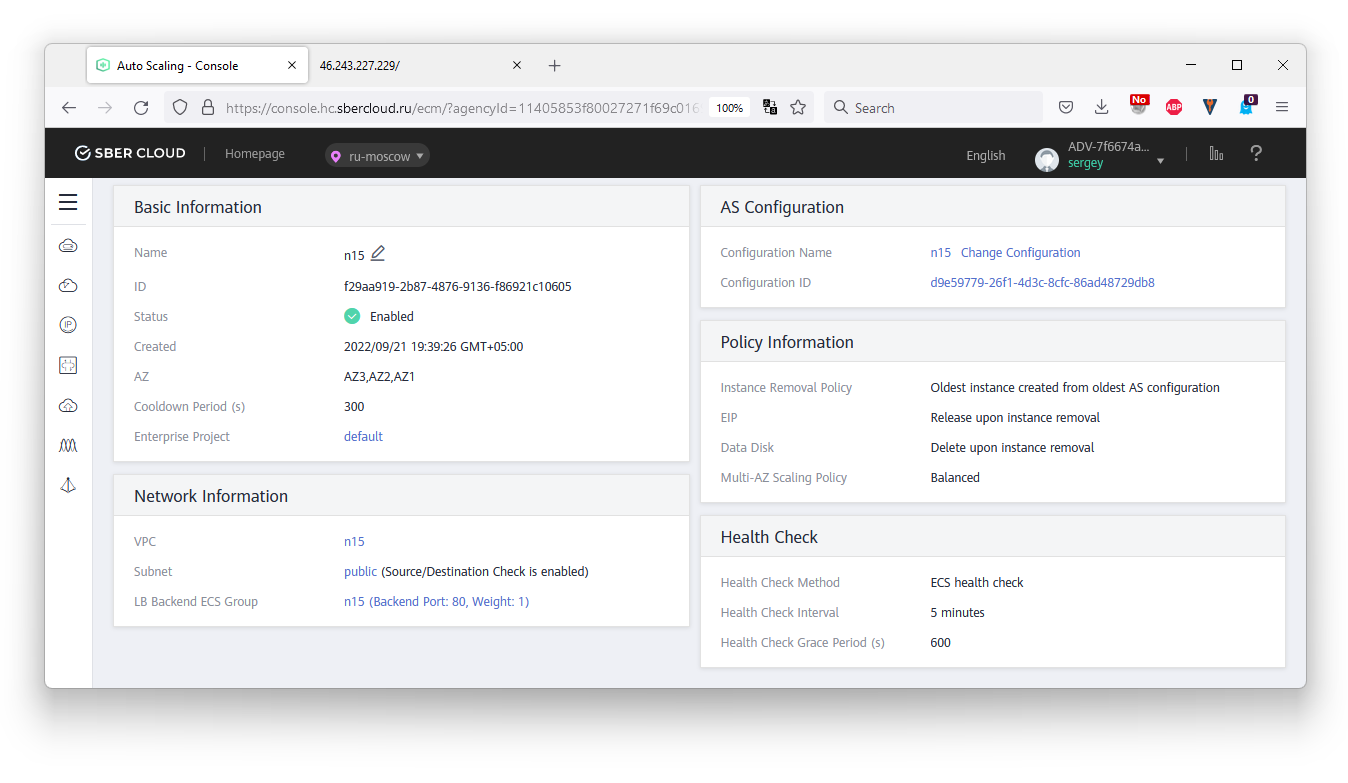 Auto Scaling - Console
46.243.227.229/
https://console.hc.sbercloud.ru/ecm/?agencyId=11405853f80027271f69c016
100%
Search
No
ABP
0
SBER CLOUD
Homepage
ru-moscow
English
ADV-7f6674a...
sergey
?
Basic Information
Name n15
ID f29aa919-2b87-4876-9136-f86921c10605
Status Enabled
Created 2022/09/21 19:39:26 GMT+05:00
AZ AZ3,AZ2,AZ1
Cooldown Period (s) 300
Enterprise Project default
Network Information
VPC n15
Subnet public (Source/Destination Check is enabled)
LB Backend ECS Group n15 (Backend Port: 80, Weight: 1)
AS Configuration
Configuration Name n15 Change Configuration
Configuration ID d9e59779-26f1-4d3c-8cfc-86ad48729db8
Policy Information
Instance Removal Policy Oldest instance created from oldest AS configuration
EIP Release upon instance removal
Data Disk Delete upon instance removal
Multi-AZ Scaling Policy Balanced
Health Check
Health Check Method ECS health check
Health Check Interval 5 minutes
Health Check Grace Period (s) 600
IP